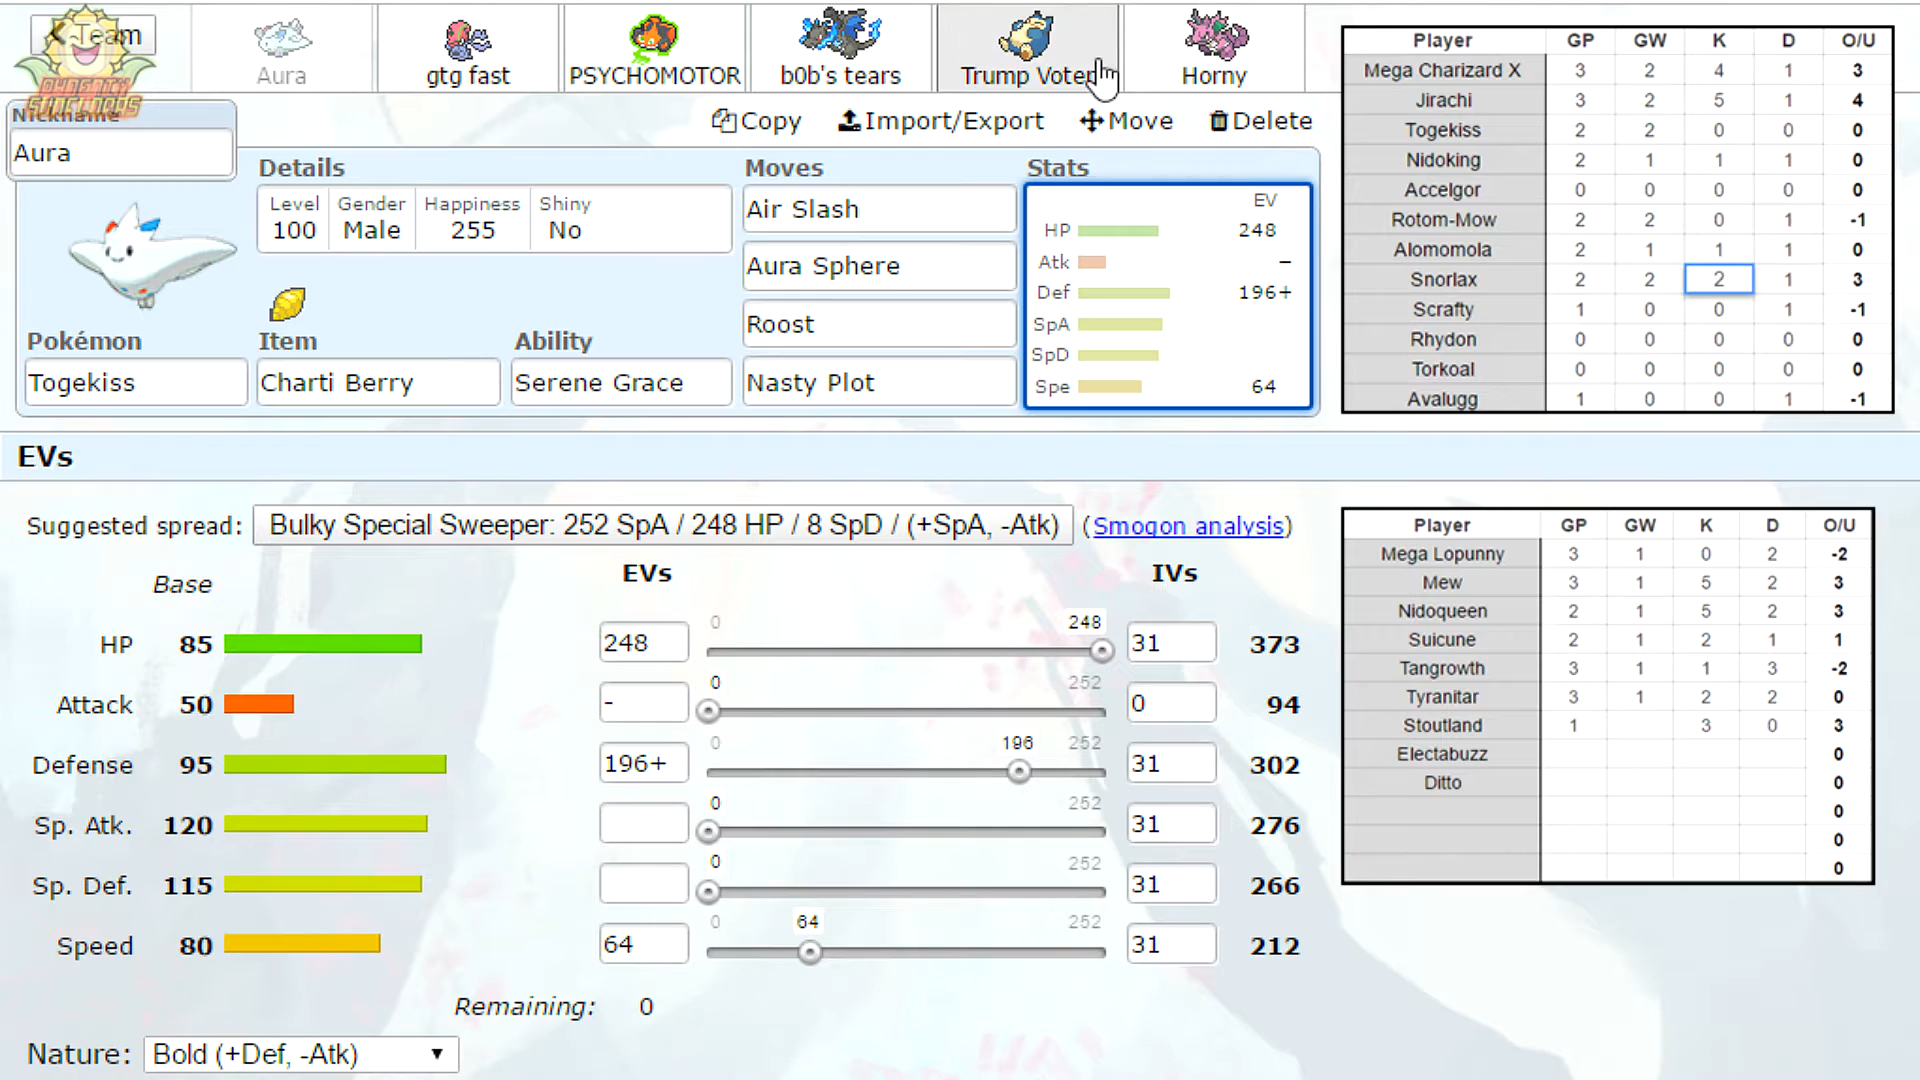 Team
DYNASTY
SUNFLORAS
Aura
gtg fast
PSYCHOMOTOR
b0b's tears
Trump Voter
Horny
Copy
Import/Export
Move
Delete
Nickname
Aura
Details
Level Gender Happiness Shiny
100 Male 255 No
Pokémon
Togekiss
Item
Charti Berry
Ability
Serene Grace
Moves
Air Slash
Aura Sphere
Roost
Nasty Plot
Stats
EV
HP 248
Atk –
Def 196+
SpA
SpD
Spe 64
EVs
Suggested spread: Bulky Special Sweeper: 252 SpA / 248 HP / 8 SpD / (+SpA, -Atk) (Smogon analysis)
Base EVs IVs
0 248
HP 85 248 31 373
0 252
Attack 50 - 0 94
0 196 252
Defense 95 196+ 31 302
0 252
Sp. Atk. 120 31 276
0 252
Sp. Def. 115 31 266
0 64 252
Speed 80 64 31 212
Remaining: 0
Nature: Bold (+Def, -Atk)
Player GP GW K D O/U
Mega Charizard X 3 2 4 1 3
Jirachi 3 2 5 1 4
Togekiss 2 2 0 0 0
Nidoking 2 1 1 1 0
Accelgor 0 0 0 0 0
Rotom-Mow 2 2 0 1 -1
Alomomola 2 1 1 1 0
Snorlax 2 2 2 1 3
Scrafty 1 0 0 1 -1
Rhydon 0 0 0 0 0
Torkoal 0 0 0 0 0
Avalugg 1 0 0 1 -1
Player GP GW K D O/U
Mega Lopunny 3 1 0 2 -2
Mew 3 1 5 2 3
Nidoqueen 2 1 5 2 3
Suicune 2 1 2 1 1
Tangrowth 3 1 1 3 -2
Tyranitar 3 1 2 2 0
Stoutland 1 3 0 3
Electabuzz 0
Ditto 0
0
0
0